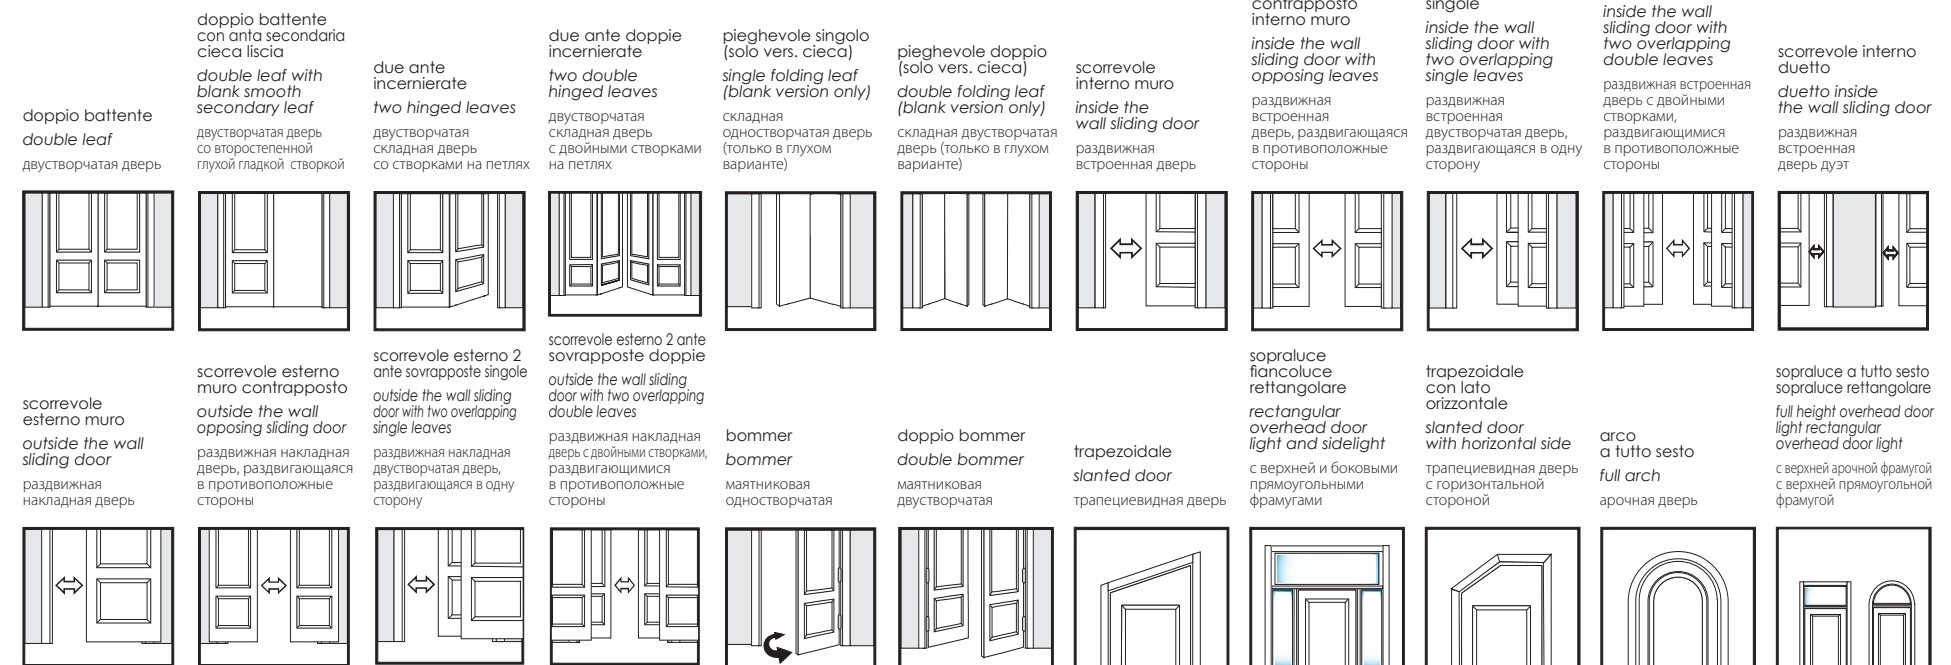 doppio battente
double leaf
двустворчатая дверь
doppio battente
con anta secondaria
cieca liscia
double leaf with
blank smooth
secondary leaf
двустворчатая дверь
со второстепенной
глухой гладкой створкой
due ante
incernierate
two hinged leaves
двустворчатая
складная дверь
со створками на петлях
due ante doppie
incernierate
two double
hinged leaves
двустворчатая
складная дверь
с двойными створками
на петлях
pieghevole singolo
(solo vers. cieca)
single folding leaf
(blank version only)
складная
одностворчатая дверь
(только в глухом
варианте)
pieghevole doppio
(solo vers. cieca)
double folding leaf
(blank version only)
складная двустворчатая
дверь (только в глухом
варианте)
scorrevole
interno muro
inside the
wall sliding door
раздвижная
встроенная дверь
contrapposto
interno muro
inside the wall
sliding door with
opposing leaves
раздвижная
встроенная
дверь, раздвигающаяся
в противоположные
стороны
singole
inside the wall
sliding door with
two overlapping
single leaves
раздвижная
встроенная
двустворчатая дверь,
раздвигающаяся в одну
сторону
inside the wall
sliding door with
two overlapping
double leaves
раздвижная встроенная
дверь с двойными
створками,
раздвигающимися
в противоположные
стороны
scorrevole interno
duetto
duetto inside
the wall sliding door
раздвижная
встроенная
дверь дуэт
scorrevole
esterno muro
outside the wall
sliding door
раздвижная
накладная дверь
scorrevole esterno
muro contrapposto
outside the wall
opposing sliding door
раздвижная накладная
дверь, раздвигающаяся
в противоположные
стороны
scorrevole esterno 2
ante sovrapposte singole
outside the wall sliding
door with two overlapping
single leaves
раздвижная накладная
двустворчатая дверь,
раздвигающаяся в одну
сторону
scorrevole esterno 2 ante
sovrapposte doppie
outside the wall sliding
door with two overlapping
double leaves
раздвижная накладная
дверь с двойными створками,
раздвигающимися
в противоположные
стороны
bommer
bommer
маятниковая
одностворчатая
doppio bommer
double bommer
маятниковая
двустворчатая
trapezoidale
slanted door
трапециевидная дверь
sopraluce
fiancoluce
rettangolare
rectangular
overhead door
light and sidelight
с верхней и боковыми
прямоугольными
фрамугами
trapezoidale
con lato
orizzontale
slanted door
with horizontal side
трапециевидная дверь
с горизонтальной
стороной
arco
a tutto sesto
full arch
арочная дверь
sopraluce a tutto sesto
sopraluce rettangolare
full height overhead door
light rectangular
overhead door light
с верхней арочной фрамугой
с верхней прямоугольной
фрамугой